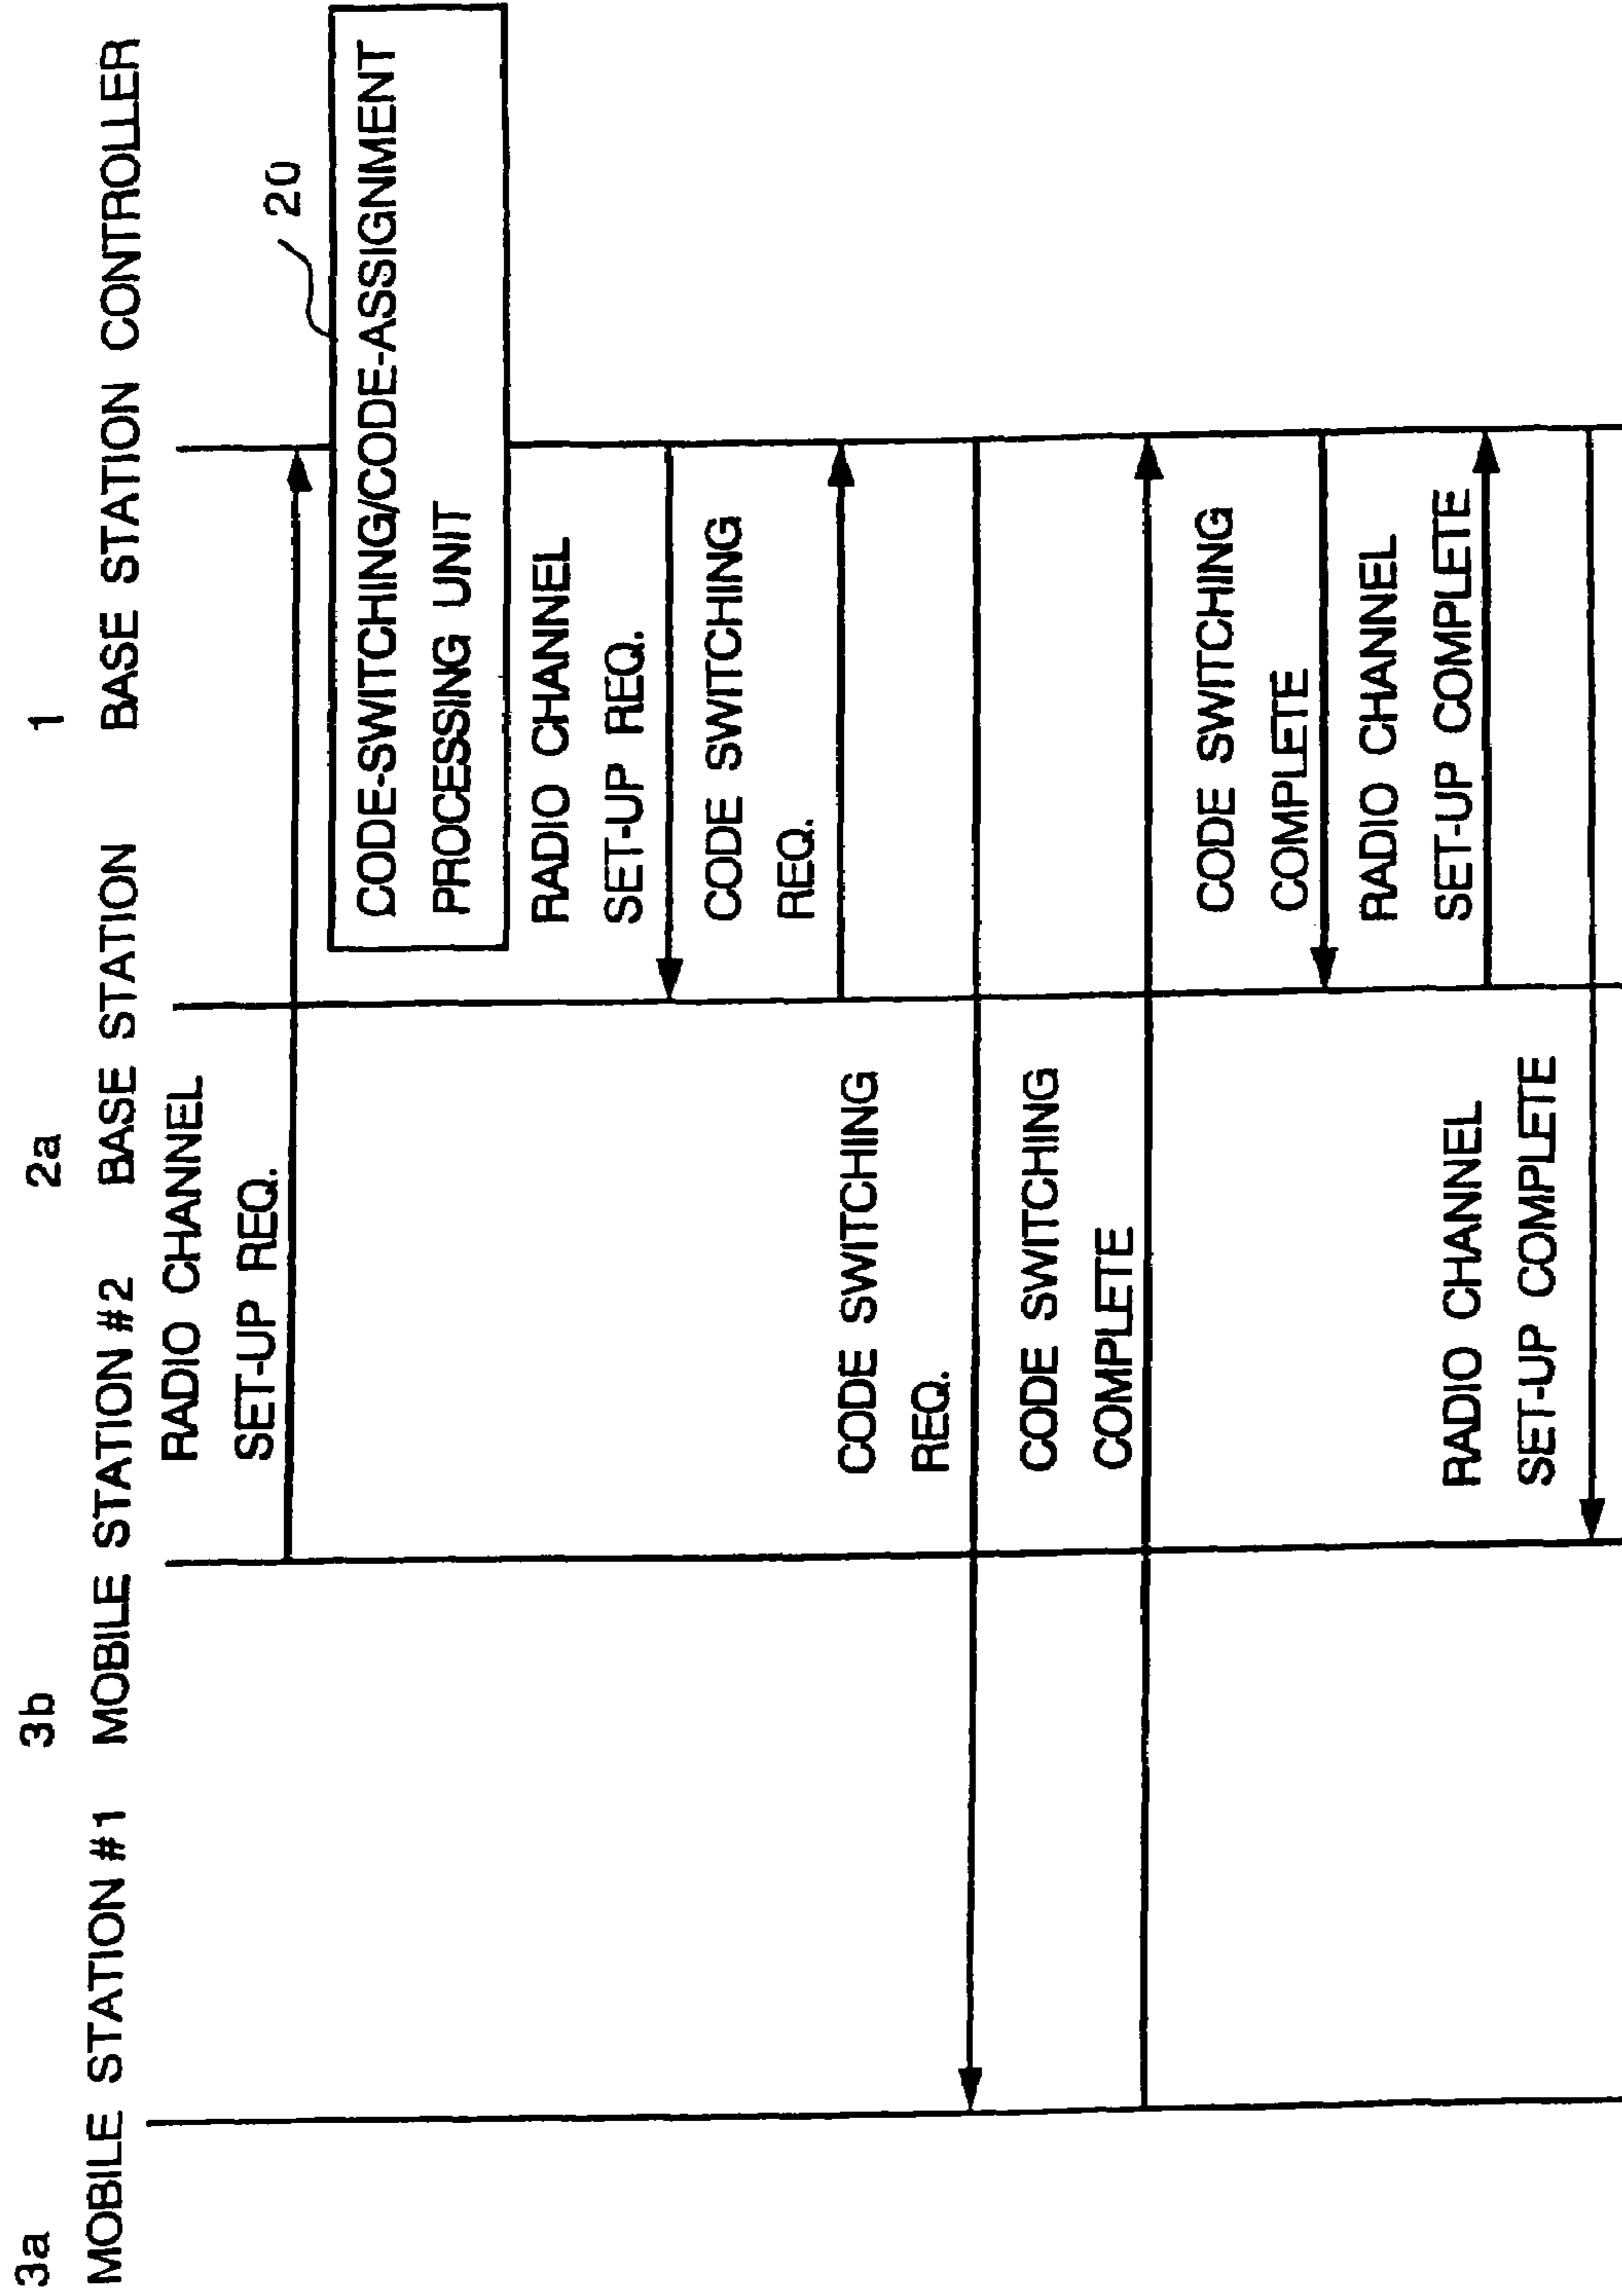 3a
3b
2a
1
MOBILE STATION #1
MOBILE STATION #2
BASE STATION
BASE STATION CONTROLLER
RADIO CHANNEL
SET-UP REQ.
20
CODE-SWITCHING/CODE-ASSIGNMENT
PROCESSING UNIT
RADIO CHANNEL
SET-UP REQ.
CODE SWITCHING
REQ.
CODE SWITCHING
REQ.
CODE SWITCHING
COMPLETE
CODE SWITCHING
COMPLETE
RADIO CHANNEL
SET-UP COMPLETE
RADIO CHANNEL
SET-UP COMPLETE